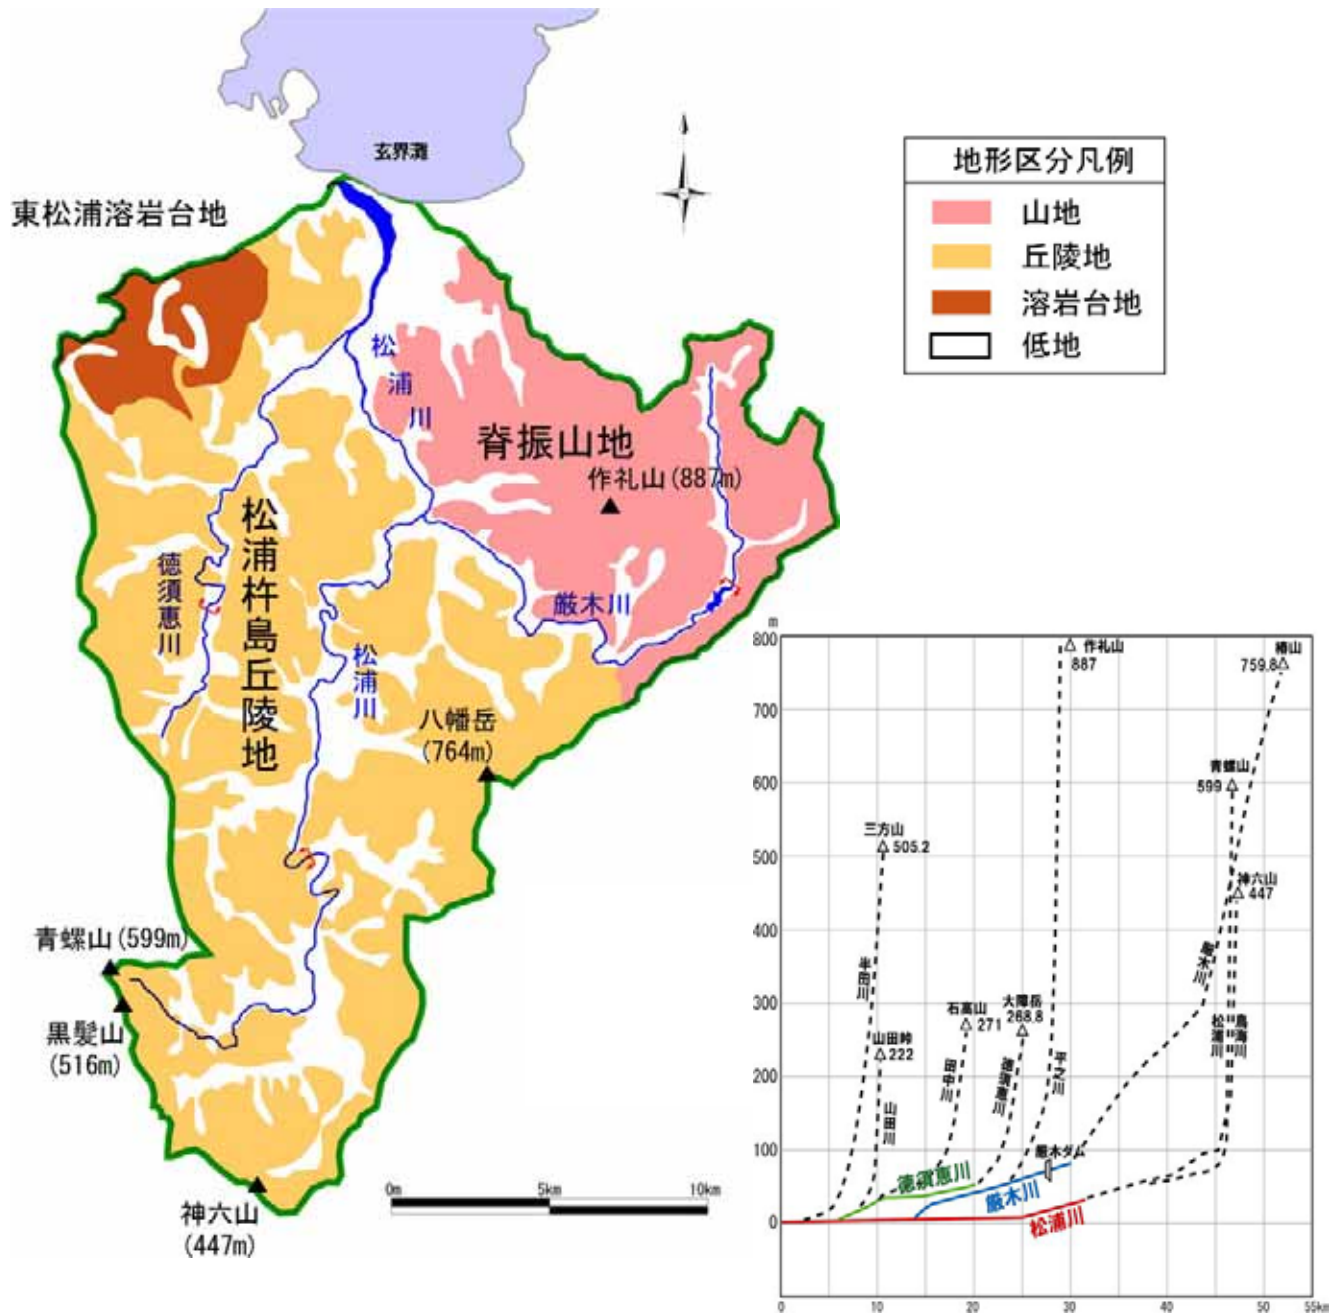 玄界灘
東松浦溶岩台地
地形区分凡例
山地
丘陵地
溶岩台地
低地
松浦川
脊振山地
作礼山(887m)
松浦杵島丘陵地
徳須恵川
厳木川
松浦川
八幡岳
(764m)
青螺山(599m)
黒髪山
(516m)
神六山
(447m)
0m 5km 10km
m
800
700
600
500
400
300
200
100
0
作礼山
887
椿山
759.8
青螺山
599
三方山
505.2
神六山
447
半田川
厳木川
石高山
271
大障岳
268.8
山田峠
222
松浦川
鳥海川
田中川
徳須恵川
平之川
山田川
厳木ダム
徳須恵川
厳木川
松浦川
0 10 20 30 40 50 55km